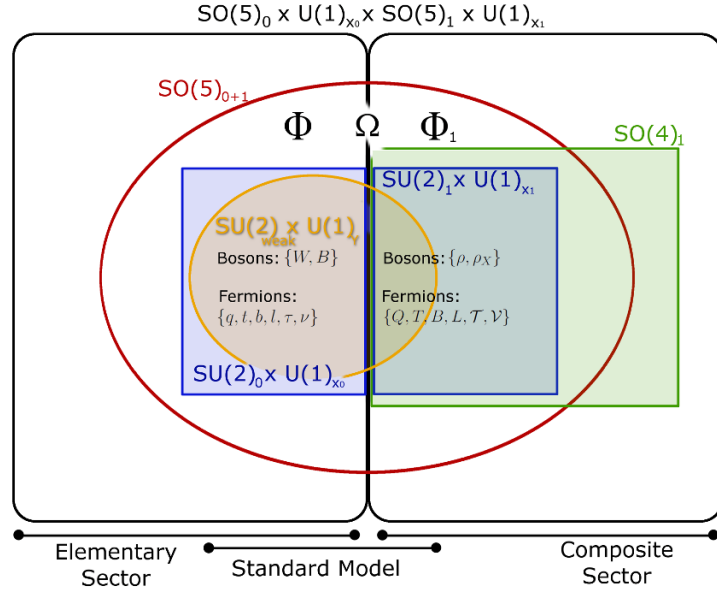 SO(5)₀ x U(1)ₓ₀ x SO(5)₁ x U(1)ₓ₁
SO(5)₀₊₁
Φ Ω Φ₁
SO(4)₁
SU(2)₁ x U(1)ₓ₁
SU(2)weak x U(1)Y
Bosons: {W, B}
Bosons: {ρ, ρX}
Fermions:
{q, t, b, l, τ, ν}
Fermions:
{Q, T, B, L, 𝒯, 𝒱}
SU(2)₀ x U(1)ₓ₀
Elementary
Sector
Standard Model
Composite
Sector